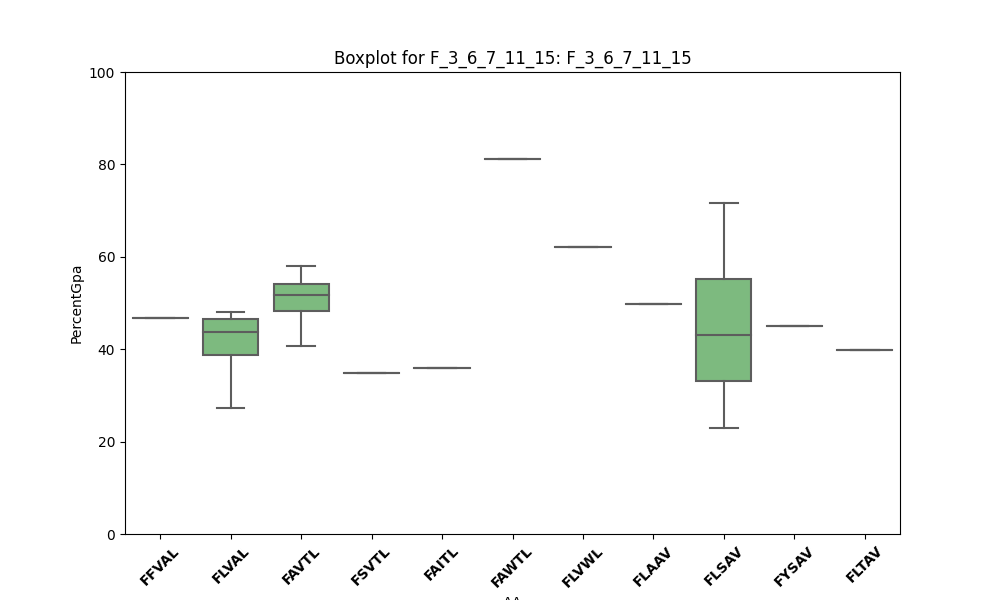 Boxplot for F_3_6_7_11_15: F_3_6_7_11_15
100
80
60
40
20
0
PercentGpa
FFVAL
FLVAL
FAVTL
FSVTL
FAITL
FAWTL
FLVWL
FLAAV
FLSAV
FYSAV
FLTAV